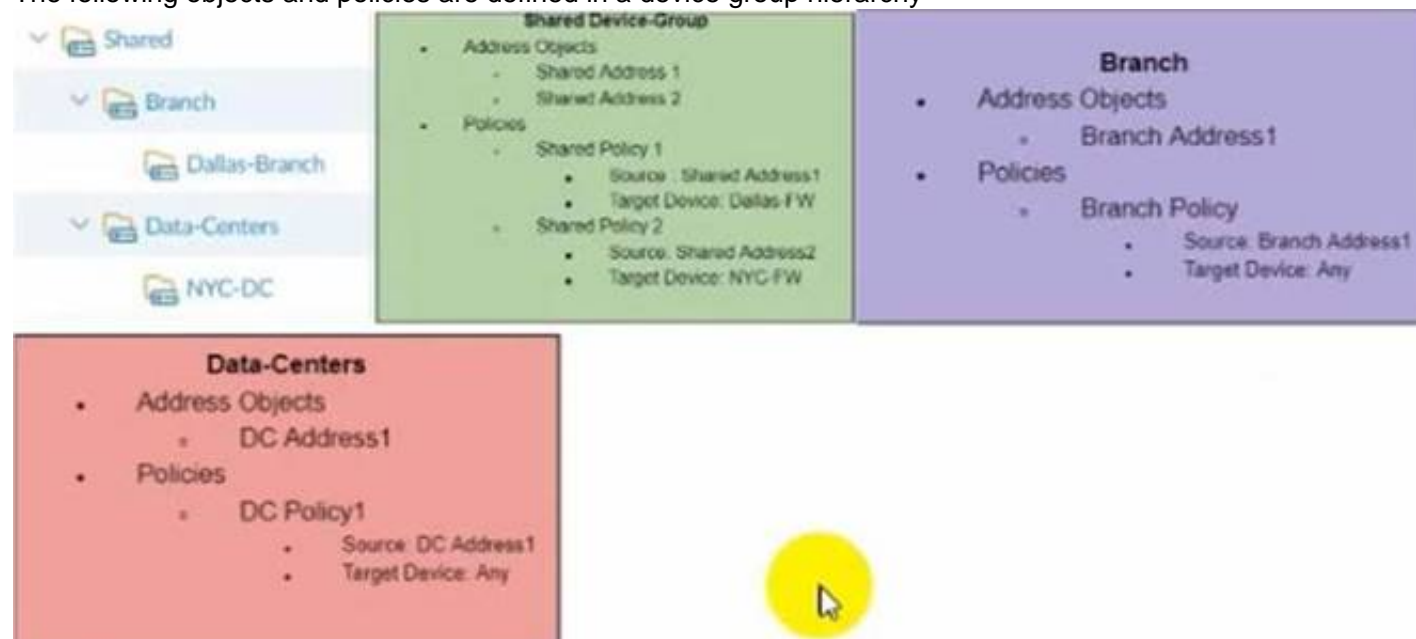 The following objects and policies are defined in a device group hierarchy
Shared
Branch
Dallas-Branch
Data-Centers
NYC-DC
Shared Device-Group
Address Objects
Shared Address 1
Shared Address 2
Policies
Shared Policy 1
Source : Shared Address1
Target Device: Dallas-FW
Shared Policy 2
Source: Shared Address2
Target Device: NYC-FW
Branch
Address Objects
Branch Address1
Policies
Branch Policy
Source: Branch Address1
Target Device: Any
Data-Centers
Address Objects
DC Address1
Policies
DC Policy1
Source: DC Address1
Target Device: Any